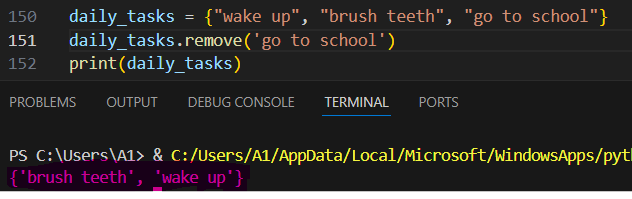 150 daily_tasks = {"wake up", "brush teeth", "go to school"}
151 daily_tasks.remove('go to school')
152 print(daily_tasks)
PROBLEMS OUTPUT DEBUG CONSOLE TERMINAL PORTS
PS C:\Users\A1> & C:/Users/A1/AppData/Local/Microsoft/WindowsApps/pyt
{'brush teeth', 'wake up'}